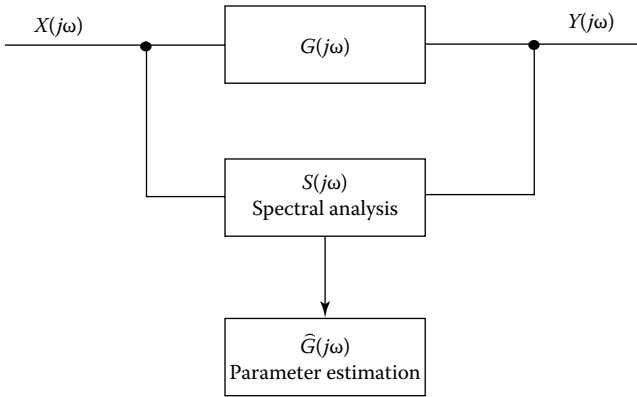 X(jω)
Y(jω)
G(jω)
S(jω)
Spectral analysis
Ĝ(jω)
Parameter estimation